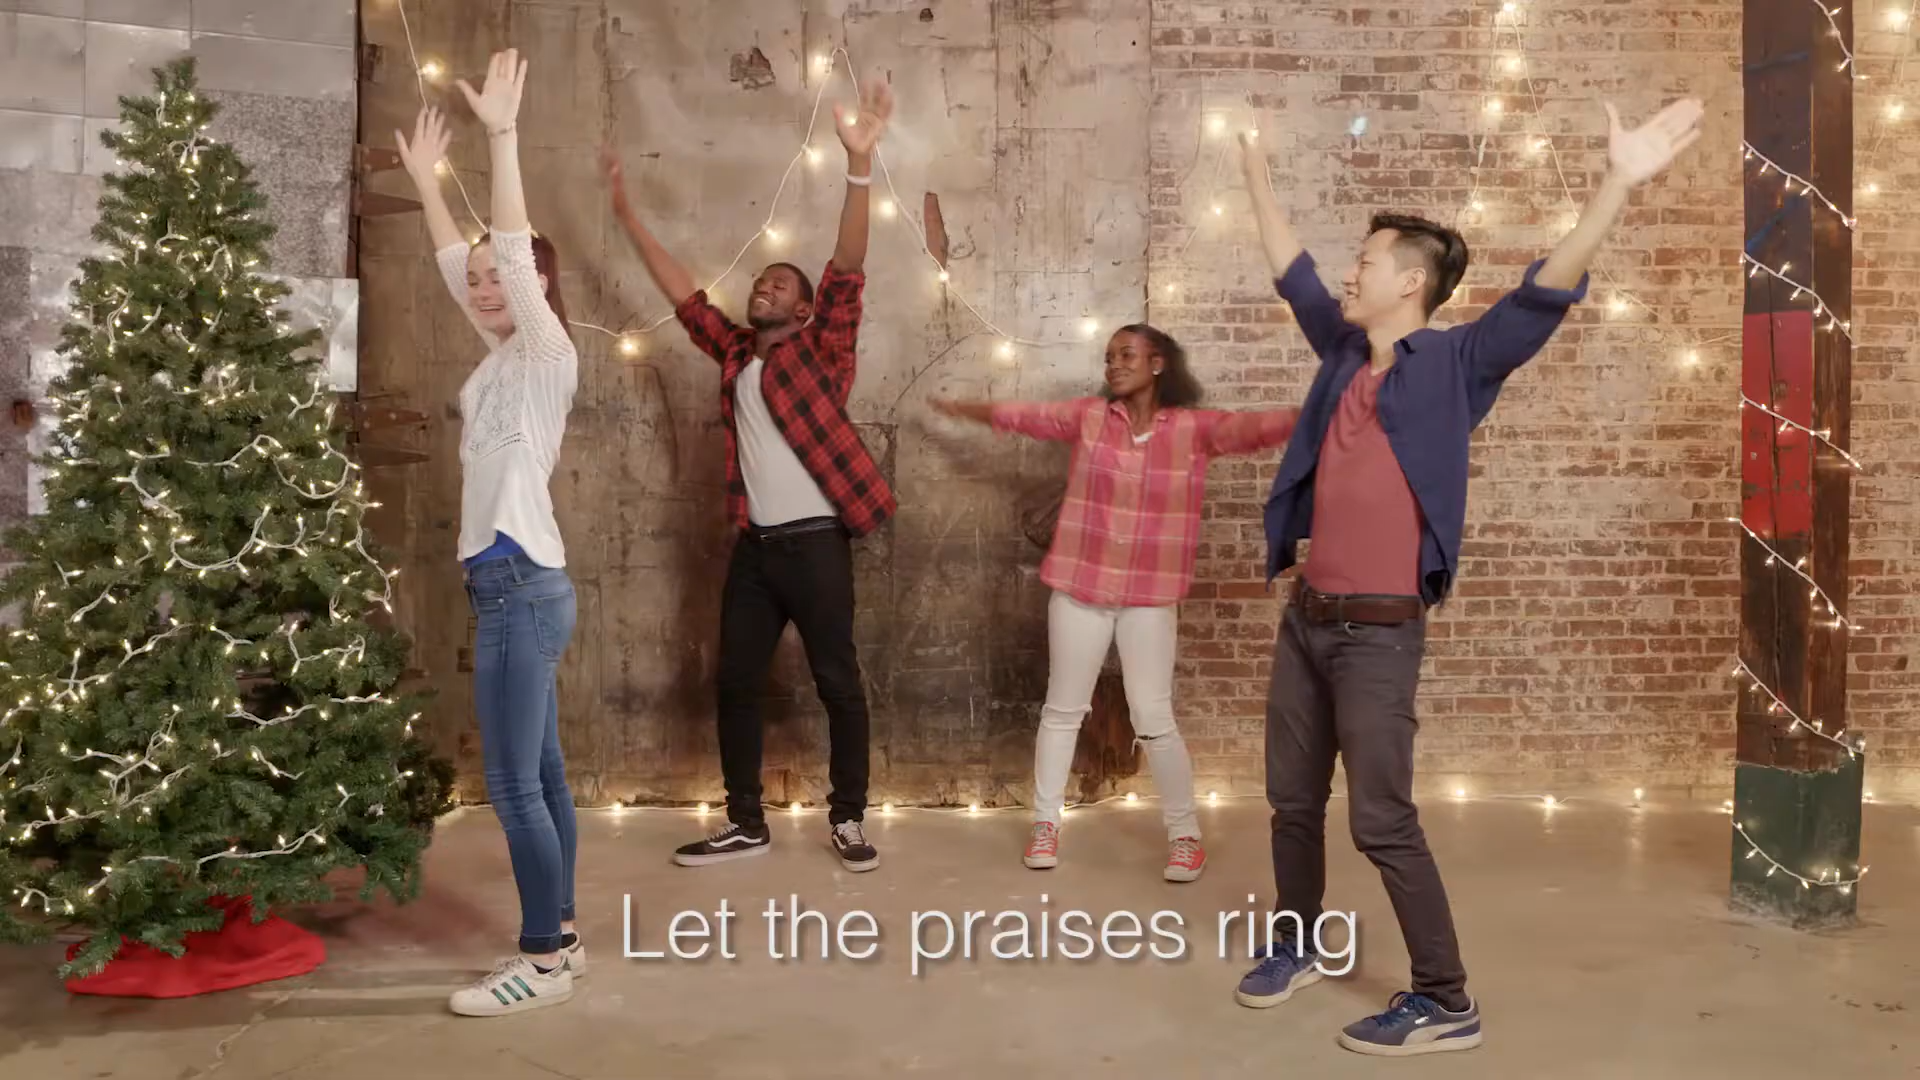 Let the praises ring